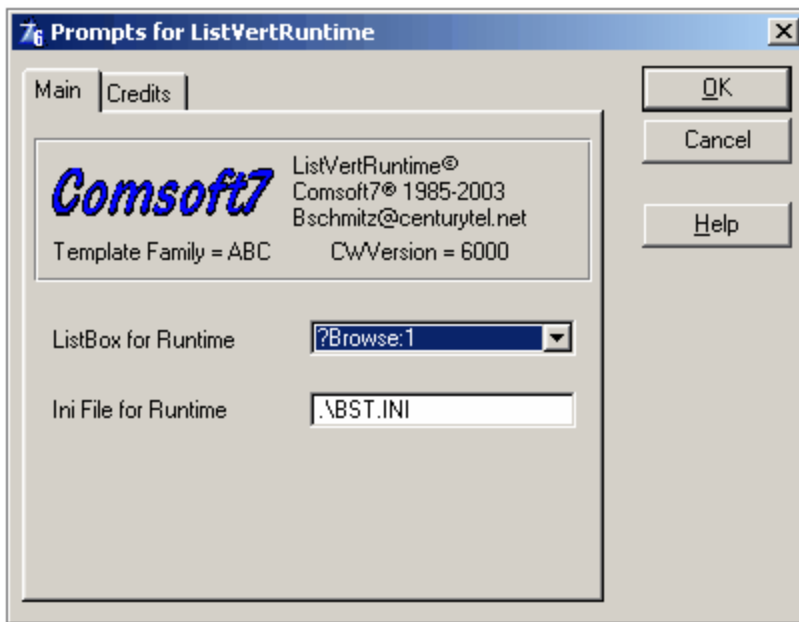 76 Prompts for ListVertRuntime
Main
Credits
OK
Cancel
Help
Comsoft7
ListVertRuntime©
Comsoft7® 1985-2003
Bschmitz@centurytel.net
Template Family = ABC
CWVersion = 6000
ListBox for Runtime
?Browse:1
Ini File for Runtime
.\BST.INI